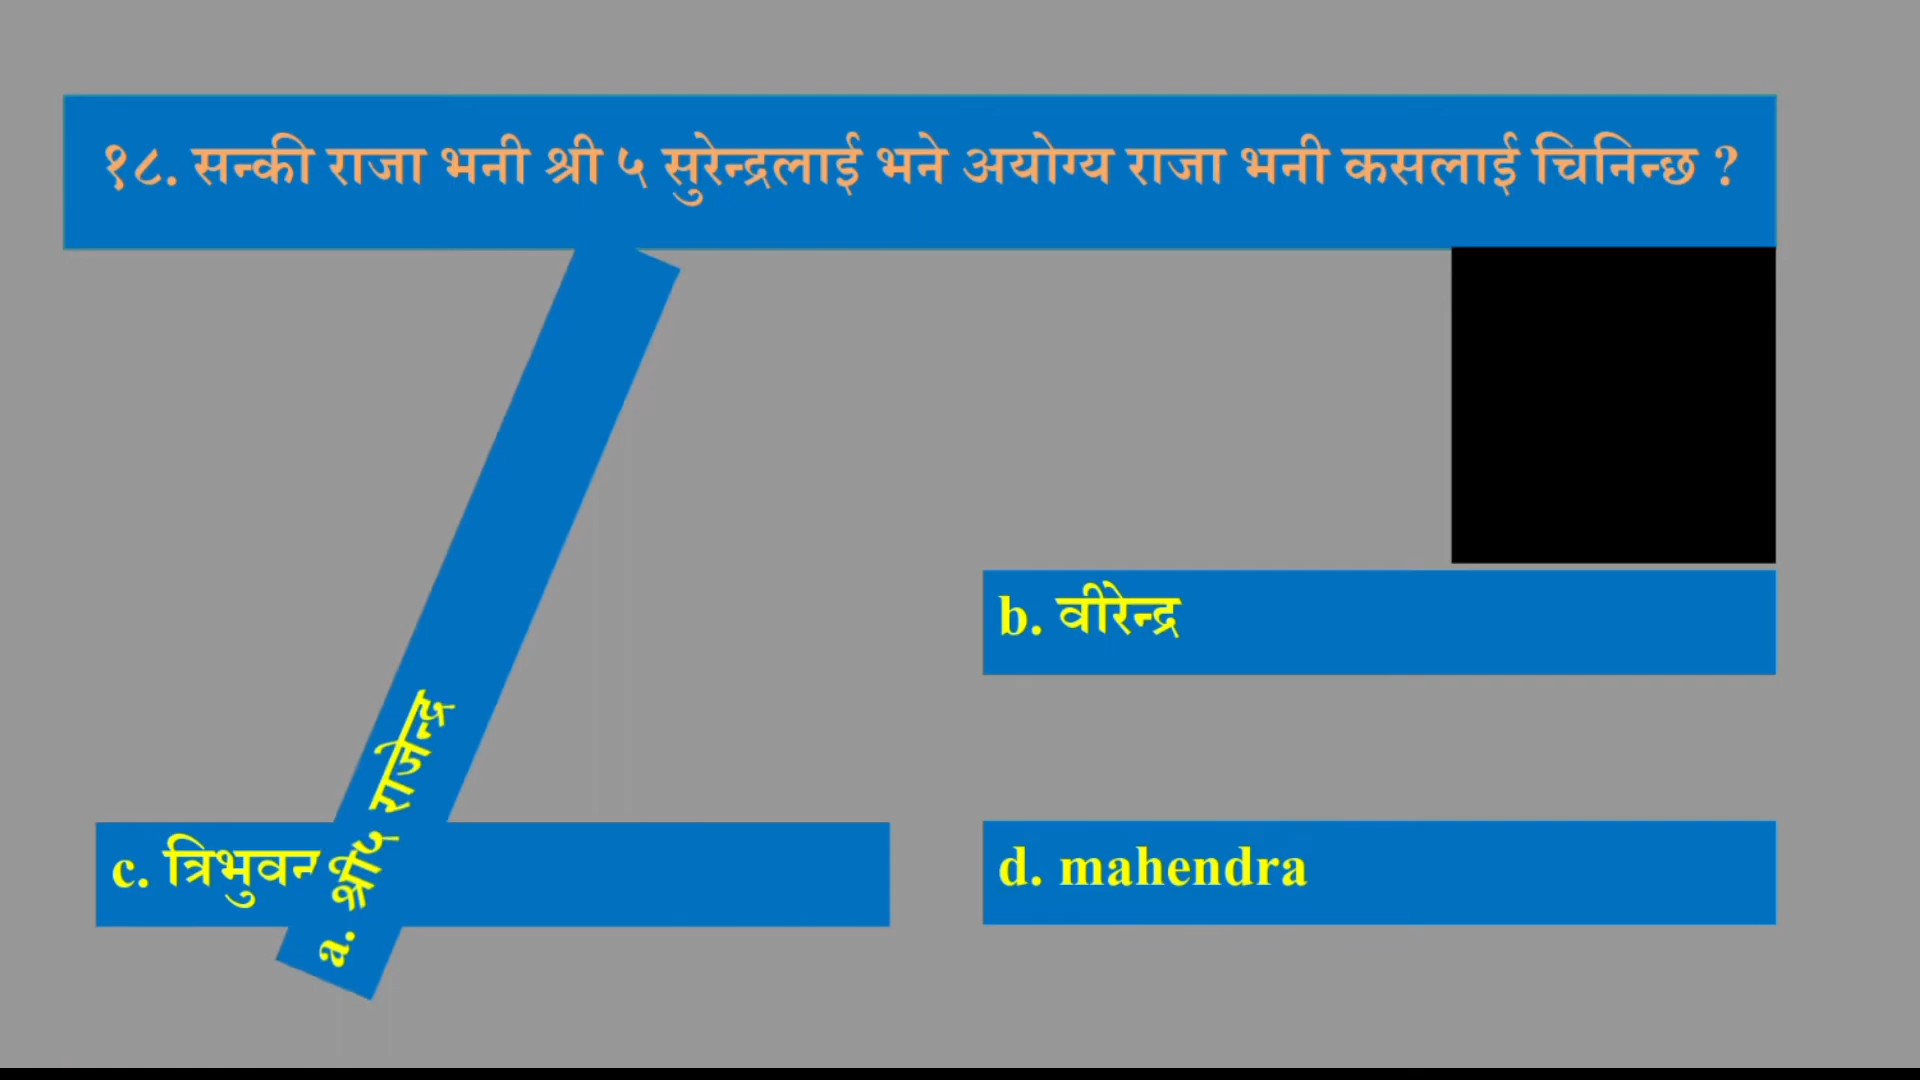 १८. सन्की राजा भनी श्री ५ सुरेन्द्रलाई भने अयोग्य राजा भनी कसलाई चिनिन्छ ?
a. श्री५ राजेन्द्र
b. वीरेन्द्र
c. त्रिभुवन
d. mahendra